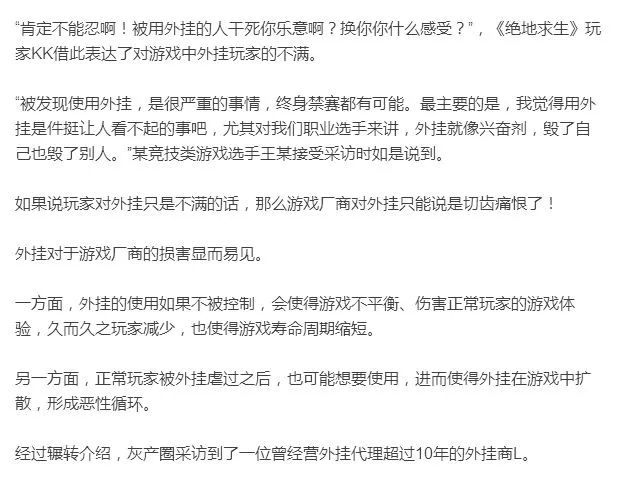 “肯定不能忍啊！被用外挂的人干死你乐意啊？换你你什么感受？”，《绝地求生》玩
家KK借此表达了对游戏中外挂玩家的不满。
“被发现使用外挂，是很严重的事情，终身禁赛都有可能。最主要的是，我觉得用外
挂是件挺让人看不起的事吧，尤其对我们职业选手来讲，外挂就像兴奋剂，毁了自
己也毁了别人。”某竞技类游戏选手王某接受采访时如是说到。
如果说玩家对外挂只是不满的话，那么游戏厂商对外挂只能说是切齿痛恨了！
外挂对于游戏厂商的损害显而易见。
一方面，外挂的使用如果不被控制，会使得游戏不平衡、伤害正常玩家的游戏体
验，久而久之玩家减少，也使得游戏寿命周期缩短。
另一方面，正常玩家被外挂虐过之后，也可能想要使用，进而使得外挂在游戏中扩
散，形成恶性循环。
经过辗转介绍，灰产圈采访到了一位曾经营外挂代理超过10年的外挂商L。